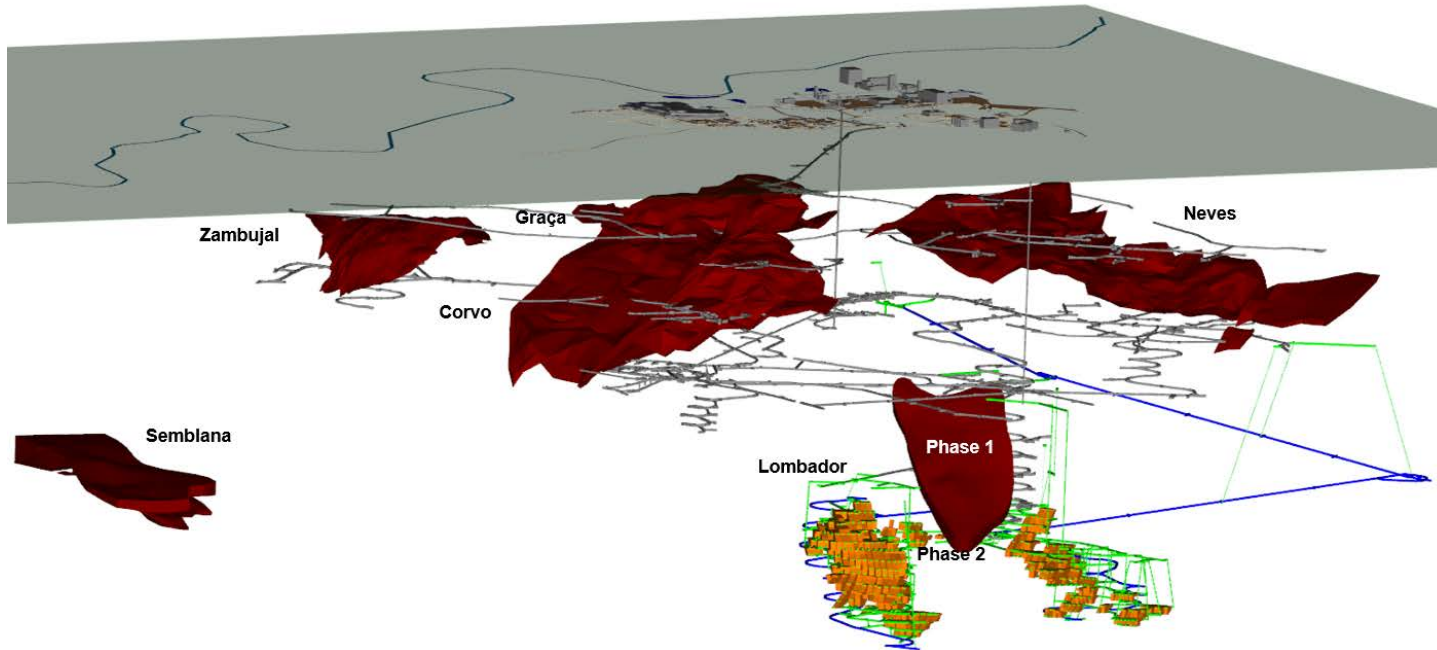 Graça
Neves
Zambujal
Corvo
Semblana
Phase 1
Lombador
Phase 2